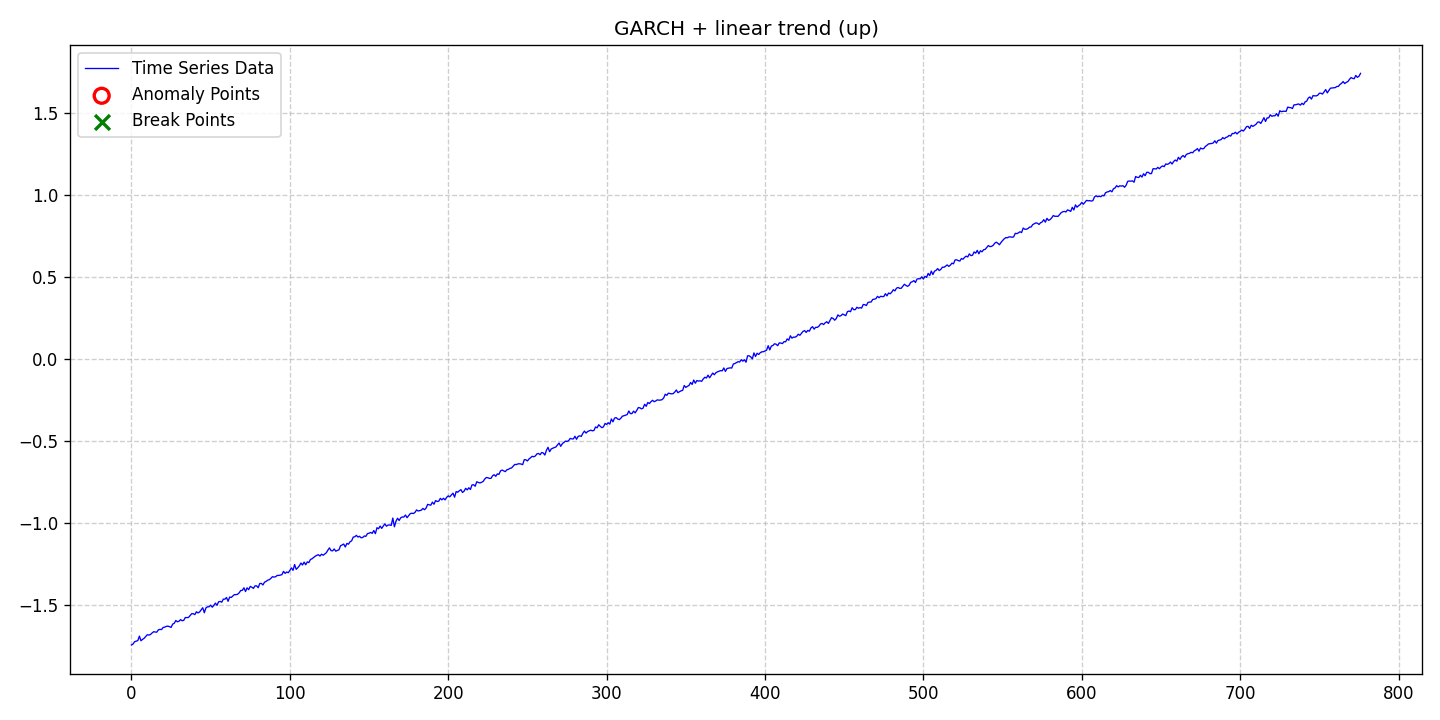 GARCH + linear trend (up)
Time Series Data
Anomaly Points
Break Points
1.5
1.0
0.5
0.0
−0.5
−1.0
−1.5
0 100 200 300 400 500 600 700 800